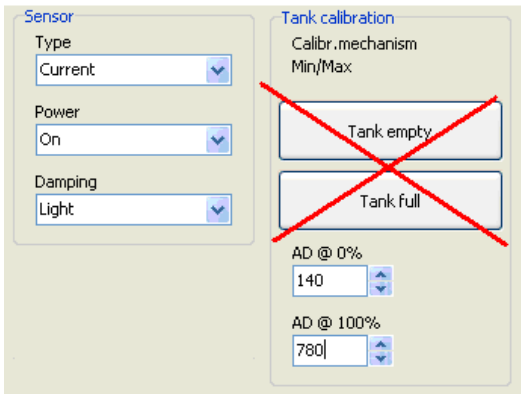 Sensor
Type
Current
Power
On
Damping
Light
Tank calibration
Calibr.mechanism
Min/Max
Tank empty
Tank full
AD @ 0%
140
AD @ 100%
780